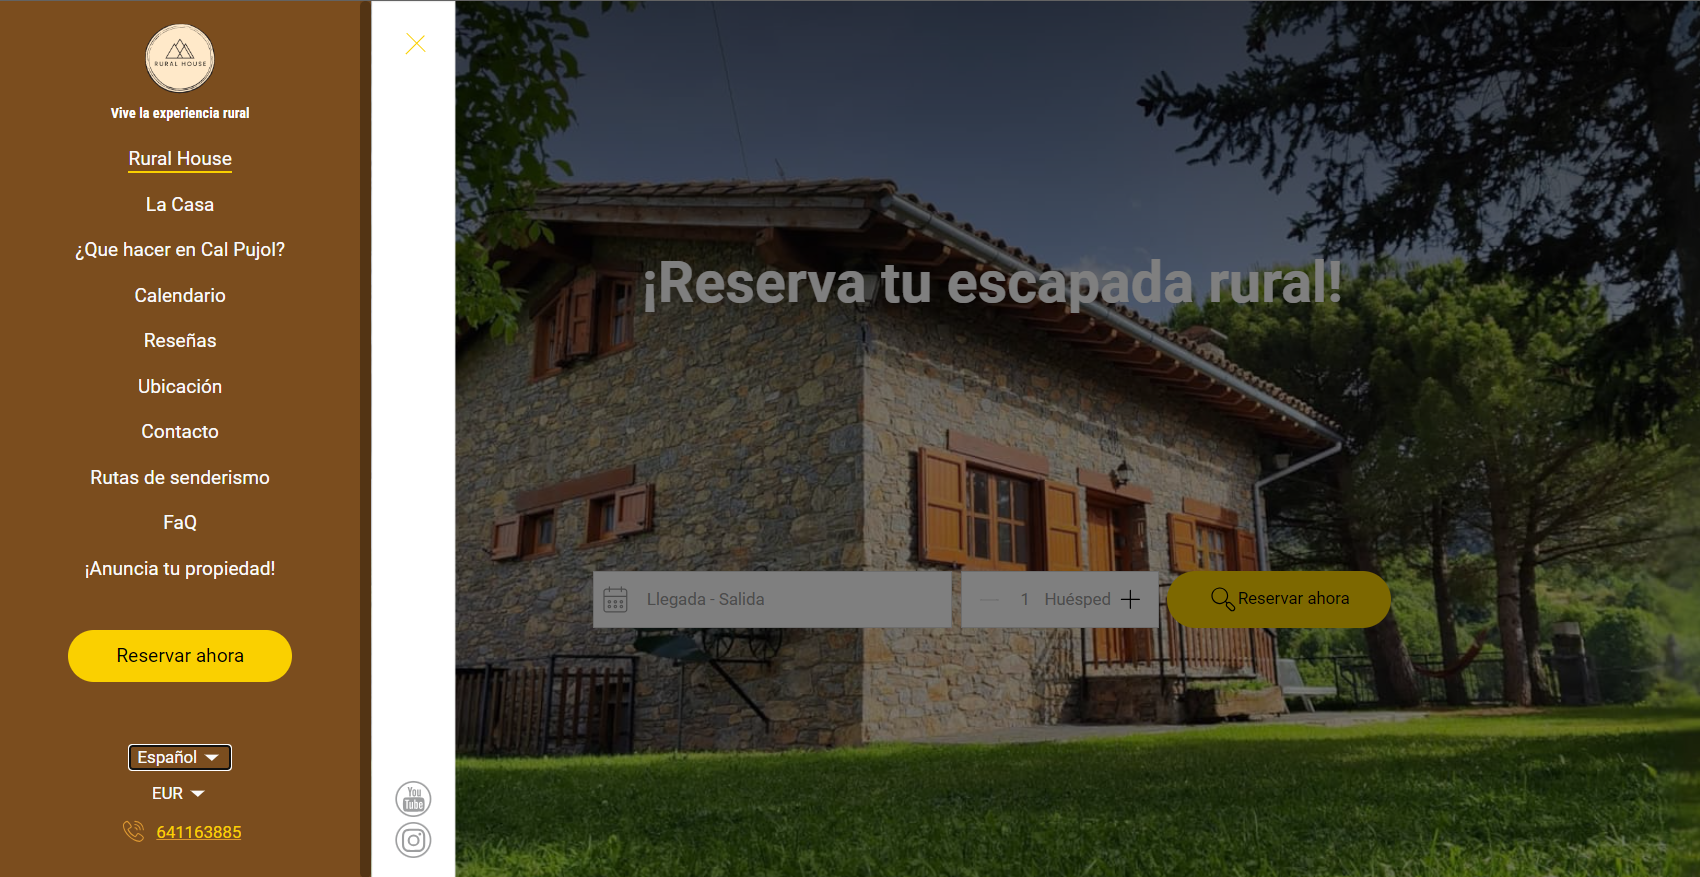 RURAL HOUSE
Vive la experiencia rural
Rural House
La Casa
¿Que hacer en Cal Pujol?
Calendario
Reseñas
Ubicación
Contacto
Rutas de senderismo
FaQ
¡Anuncia tu propiedad!
Reservar ahora
Español
EUR
641163885
You
Tube
¡Reserva tu escapada rural!
Llegada - Salida
1 Huésped
Reservar ahora